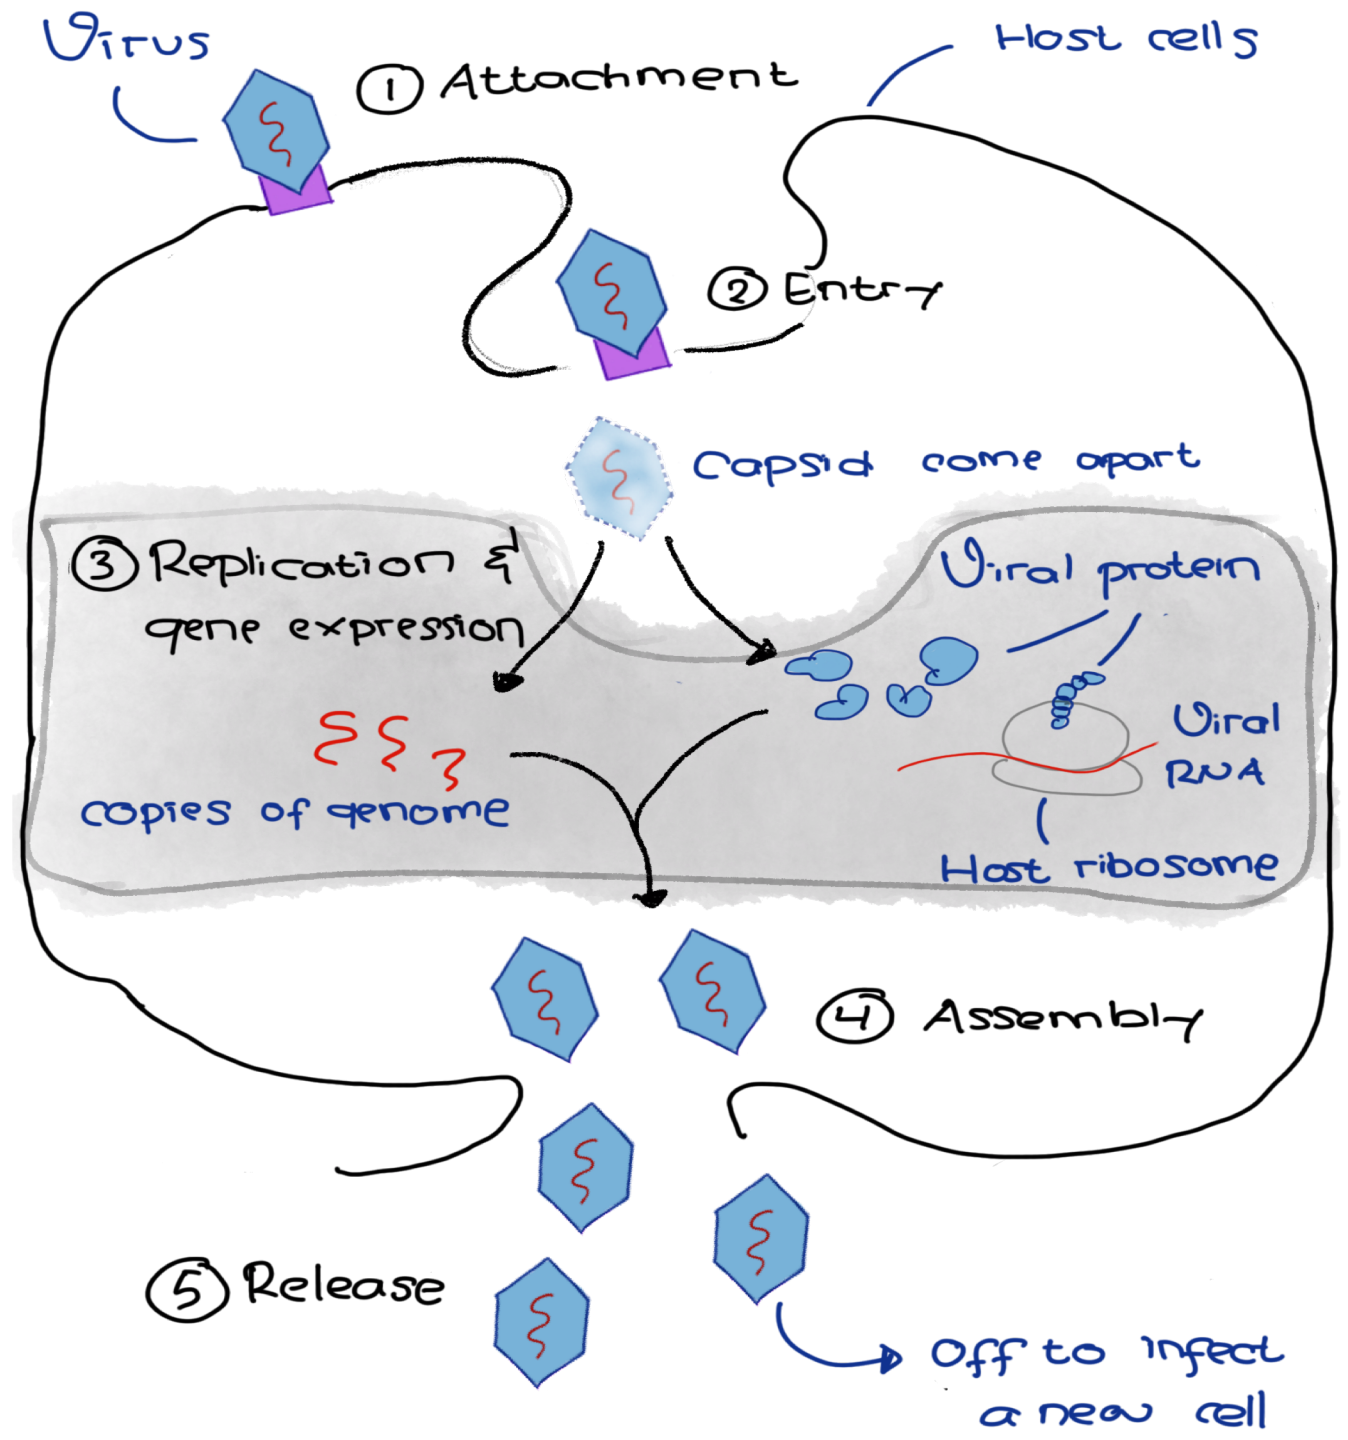 Virus
① Attachment
Host cells
② Entry
Capsid come apart
③ Replication &
gene expression
Viral protein
Viral
RNA
copies of genome
Host ribosome
④ Assembly
⑤ Release
Off to infect
a new cell